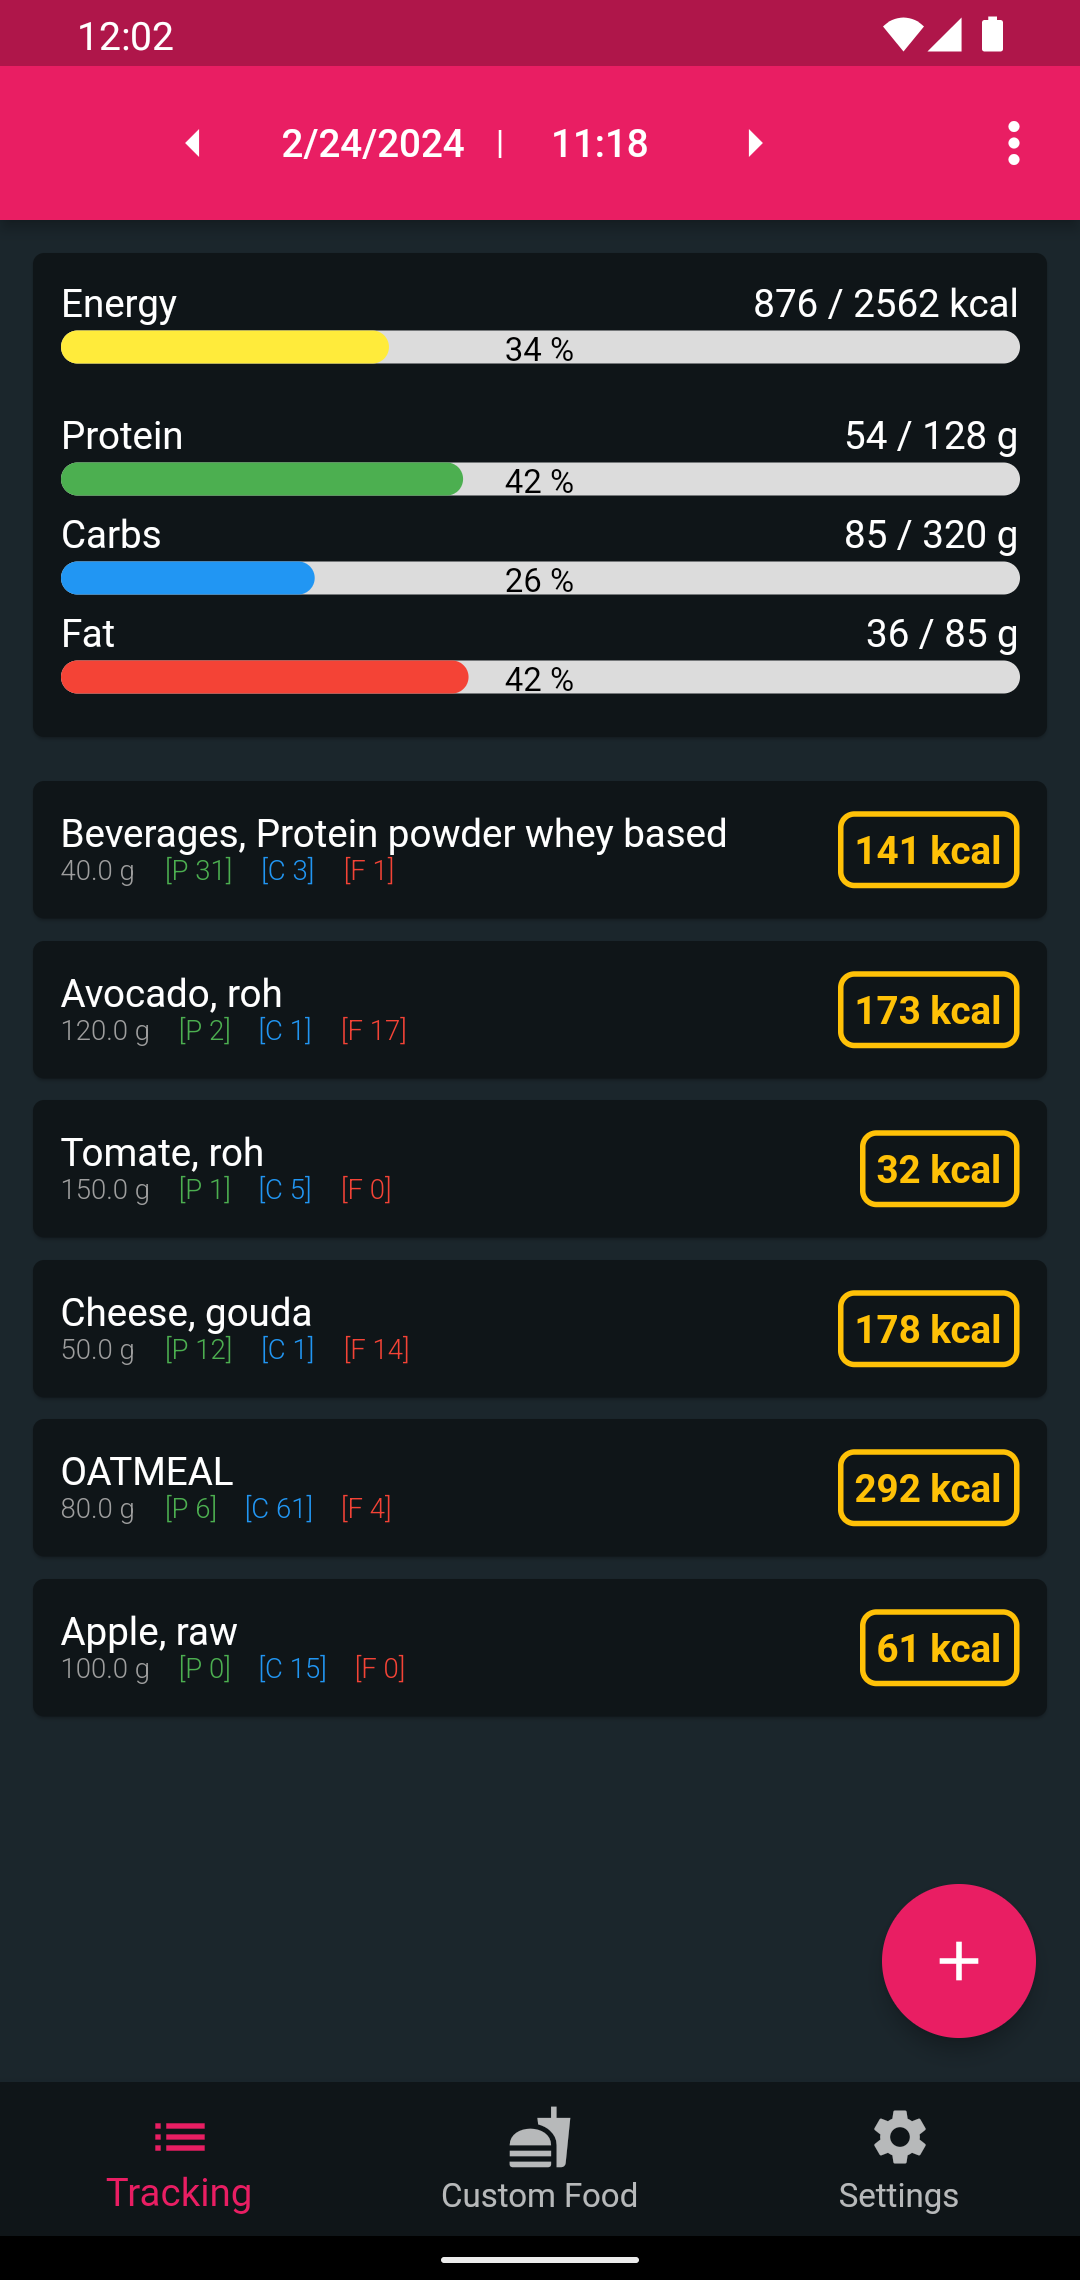 12:02
2/24/2024 | 11:18
Energy 876 / 2562 kcal
34 %
Protein 54 / 128 g
42 %
Carbs 85 / 320 g
26 %
Fat 36 / 85 g
42 %
Beverages, Protein powder whey based
40.0 g [P 31] [C 3] [F 1]
141 kcal
Avocado, roh
120.0 g [P 2] [C 1] [F 17]
173 kcal
Tomate, roh
150.0 g [P 1] [C 5] [F 0]
32 kcal
Cheese, gouda
50.0 g [P 12] [C 1] [F 14]
178 kcal
OATMEAL
80.0 g [P 6] [C 61] [F 4]
292 kcal
Apple, raw
100.0 g [P 0] [C 15] [F 0]
61 kcal
Tracking Custom Food Settings